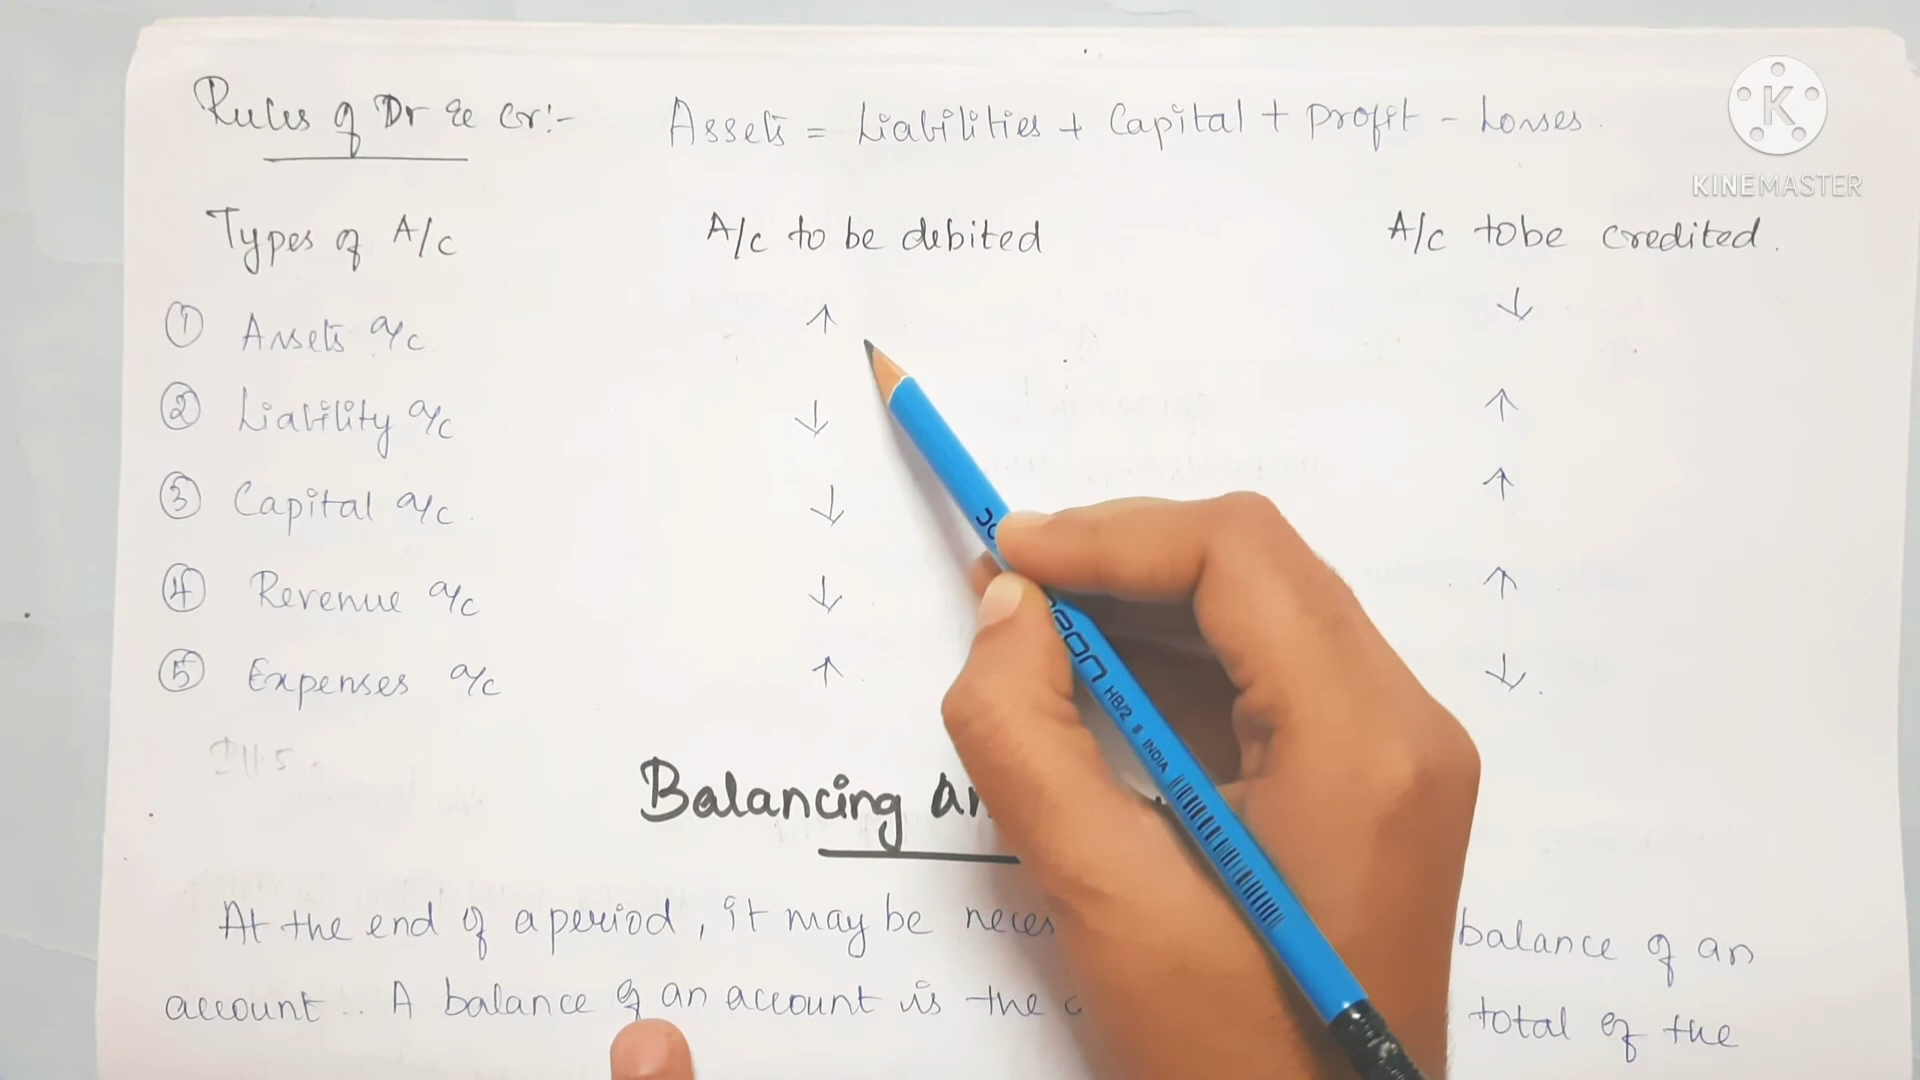 Rules of Dr & Cr:- Assets = Liabilities + Capital + Profit - Losses.
K
KINEMASTER
Types of A/c A/c to be debited A/c tobe credited.
① Assets a/c ↑ ↓
② Liability a/c ↓ ↑
③ Capital a/c. ↓ ↑
④ Revenue a/c ↓ ↑
⑤ Expenses a/c ↑ ↓.
HB/2 INDIA
Balancing
At the end of a period, it may be balance of an
account.. A balance of an account is the total of the